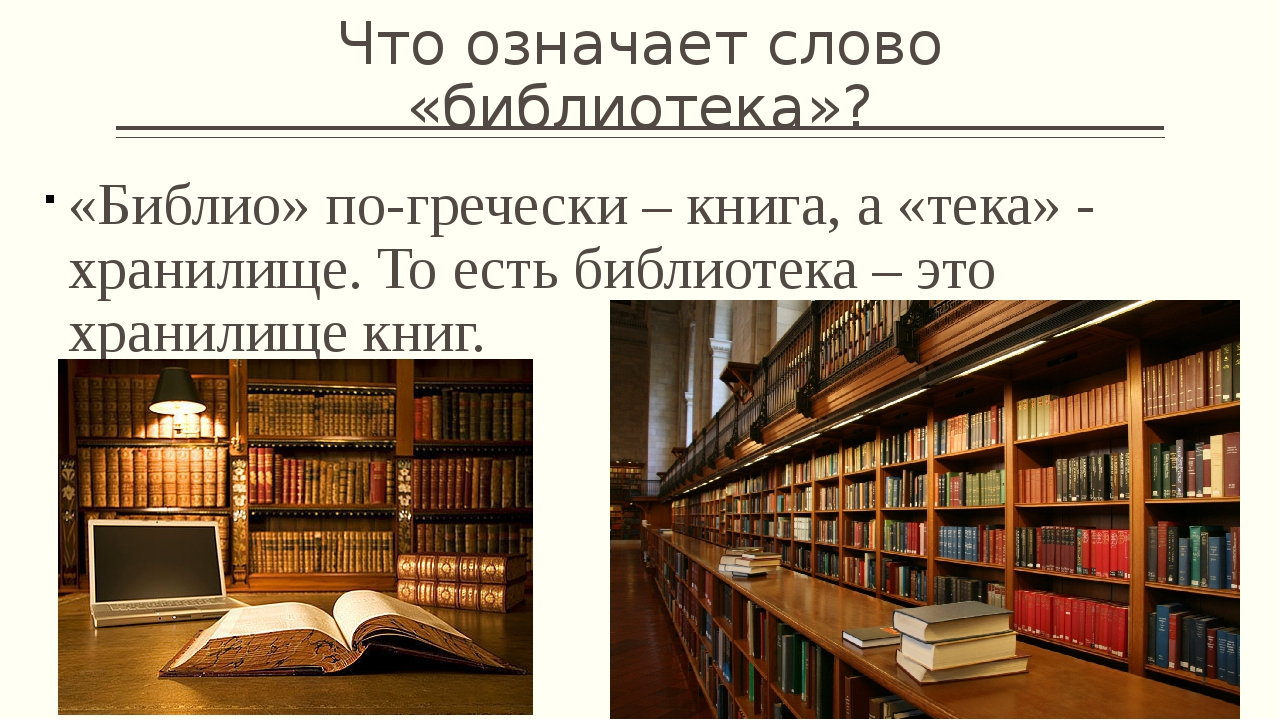 Что означает слово
«библиотека»?
«Библио» по-гречески – книга, а «тека» -
хранилище. То есть библиотека – это
хранилище книг.